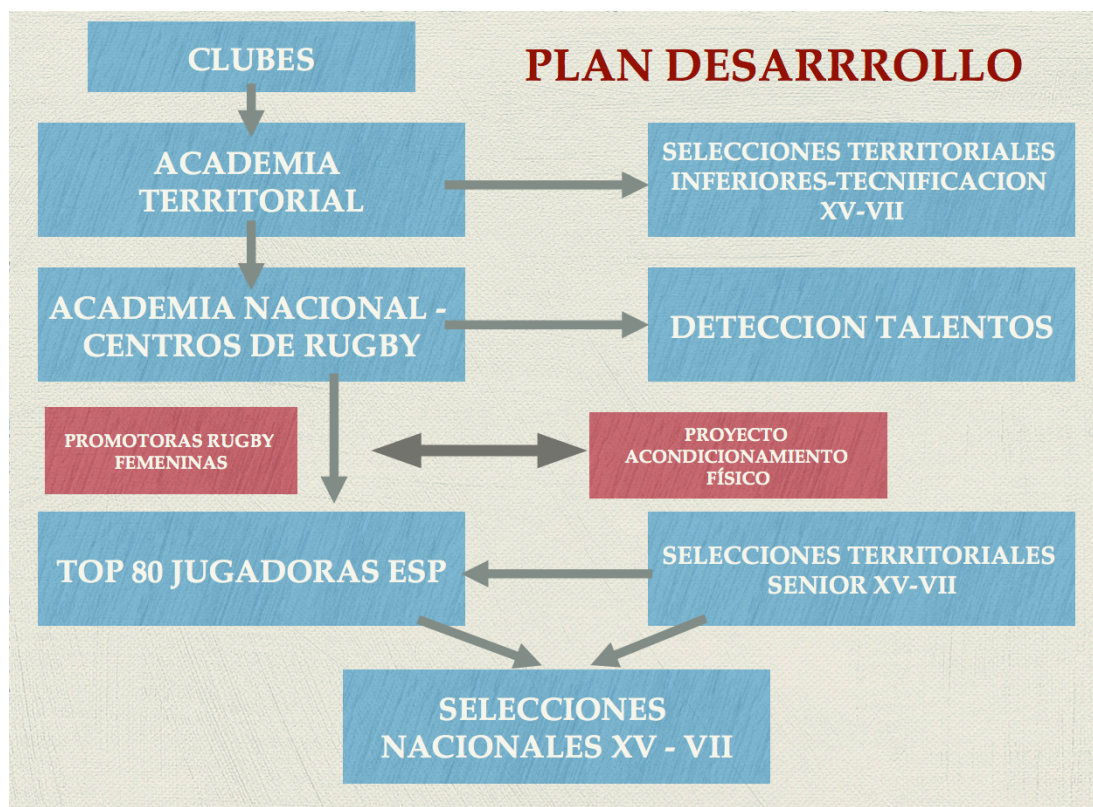 CLUBES
PLAN DESARRROLLO
ACADEMIA
TERRITORIAL
SELECCIONES TERRITORIALES
INFERIORES-TECNIFICACION
XV-VII
ACADEMIA NACIONAL -
CENTROS DE RUGBY
DETECCION TALENTOS
PROMOTORAS RUGBY
FEMENINAS
PROYECTO
ACONDICIONAMIENTO
FÍSICO
TOP 80 JUGADORAS ESP
SELECCIONES TERRITORIALES
SENIOR XV-VII
SELECCIONES
NACIONALES XV - VII